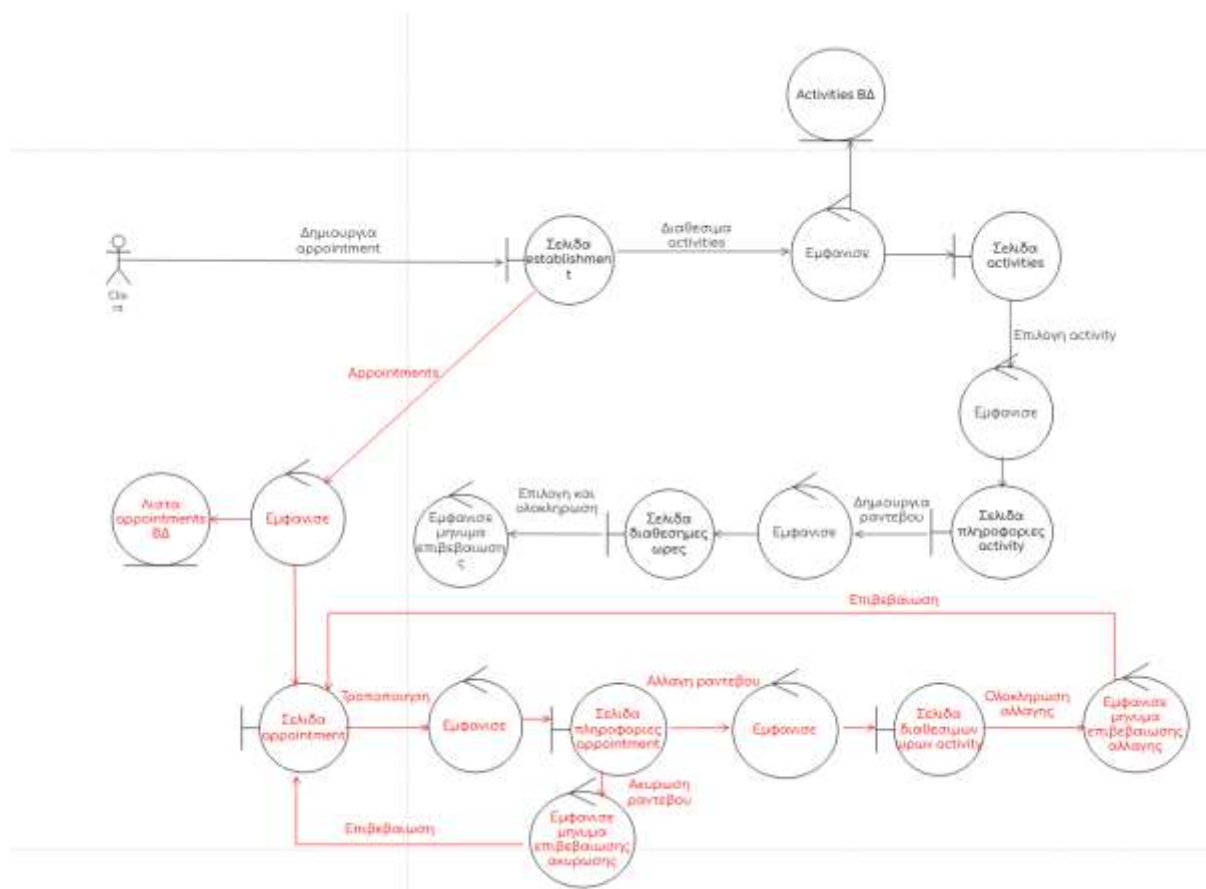 Activities ΒΔ
Δημιουργια
appointment
Σελιδα
establishmen
t
Διαθεσιμα
activities
Εμφανισε
Σελιδα
activities
Clie
nt
Επιλογη activity
Appointments
Εμφανισε
Λιστα
appointments
ΒΔ
Εμφανισε
Εμφανισε
μηνυμα
επιβεβαιωση
ς
Επιλογη και
ολοκληρωση
Σελιδα
διαθεσημες
ωρες
Εμφανισε
Δημιουργια
ραντεβου
Σελιδα
πληροφοριες
activity
Επιβεβαιωση
Σελιδα
appointment
Τροποποιηση
Εμφανισε
Σελιδα
πληροφοριες
appointment
Αλλαγη ραντεβου
Εμφανισε
Σελιδα
διαθεσιμων
ωρων activity
Ολοκληρωση
αλλαγης
Εμφανισε
μηνυμα
επιβεβαιωσης
αλλαγης
Ακυρωση
ραντεβου
Επιβεβαιωση
Εμφανισε
μηνυμα
επιβεβαιωσης
ακυρωσης